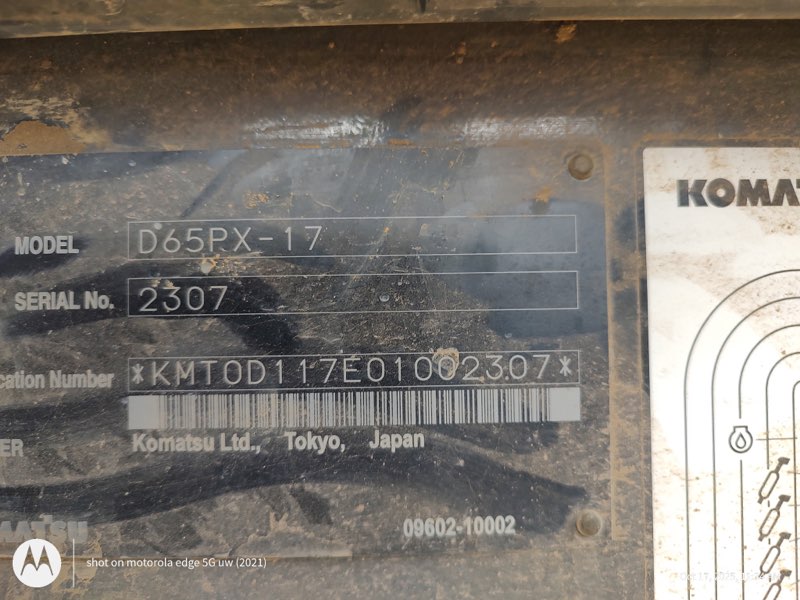 MODEL D65PX-17
SERIAL No. 2307
cation Number *KMT0D117E01002307*
ER Komatsu Ltd., Tokyo, Japan
09602-10002
KOMAT
shot on motorola edge 5G uw (2021)